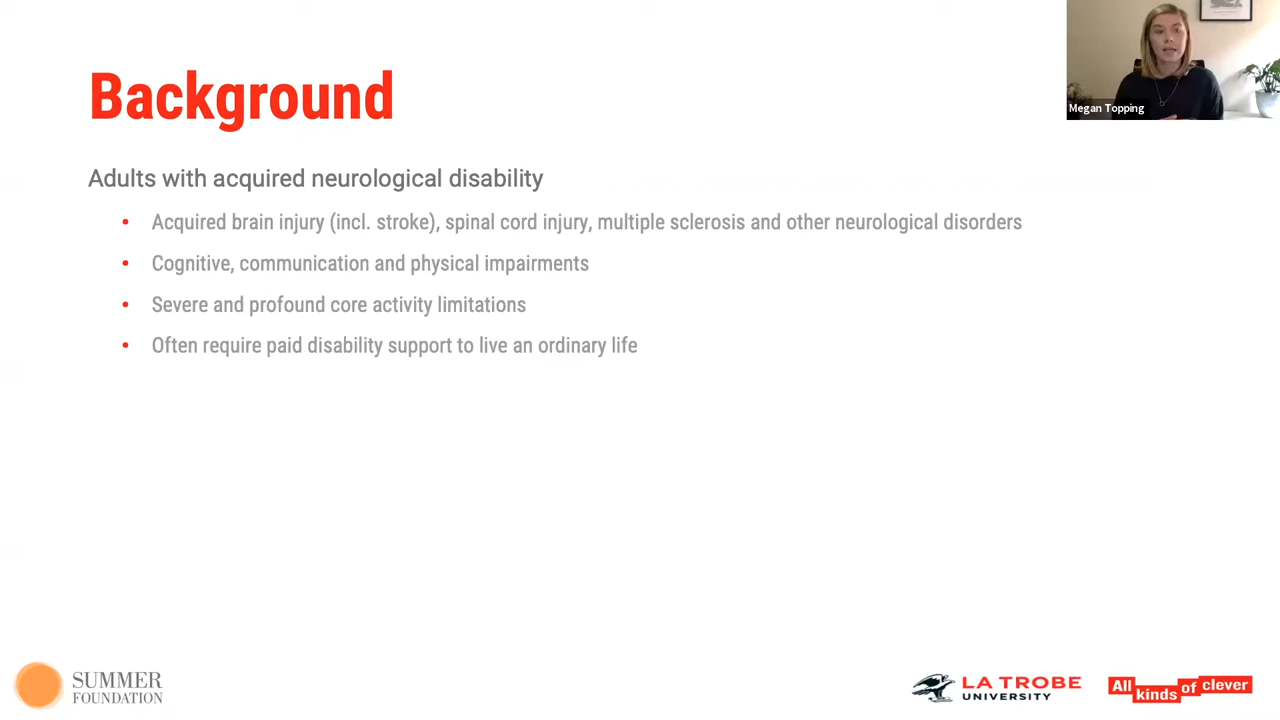 Background
Megan Topping
Adults with acquired neurological disability
• Acquired brain injury (incl. stroke), spinal cord injury, multiple sclerosis and other neurological disorders
• Cognitive, communication and physical impairments
• Severe and profound core activity limitations
• Often require paid disability support to live an ordinary life
SUMMER
FOUNDATION
LA TROBE
UNIVERSITY
All kinds of clever